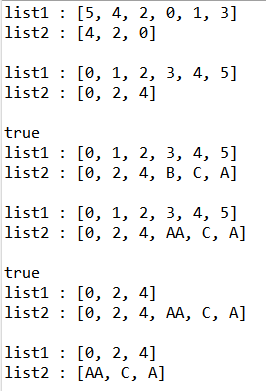 list1 : [5, 4, 2, 0, 1, 3]
list2 : [4, 2, 0]
list1 : [0, 1, 2, 3, 4, 5]
list2 : [0, 2, 4]
true
list1 : [0, 1, 2, 3, 4, 5]
list2 : [0, 2, 4, B, C, A]
list1 : [0, 1, 2, 3, 4, 5]
list2 : [0, 2, 4, AA, C, A]
true
list1 : [0, 2, 4]
list2 : [0, 2, 4, AA, C, A]
list1 : [0, 2, 4]
list2 : [AA, C, A]